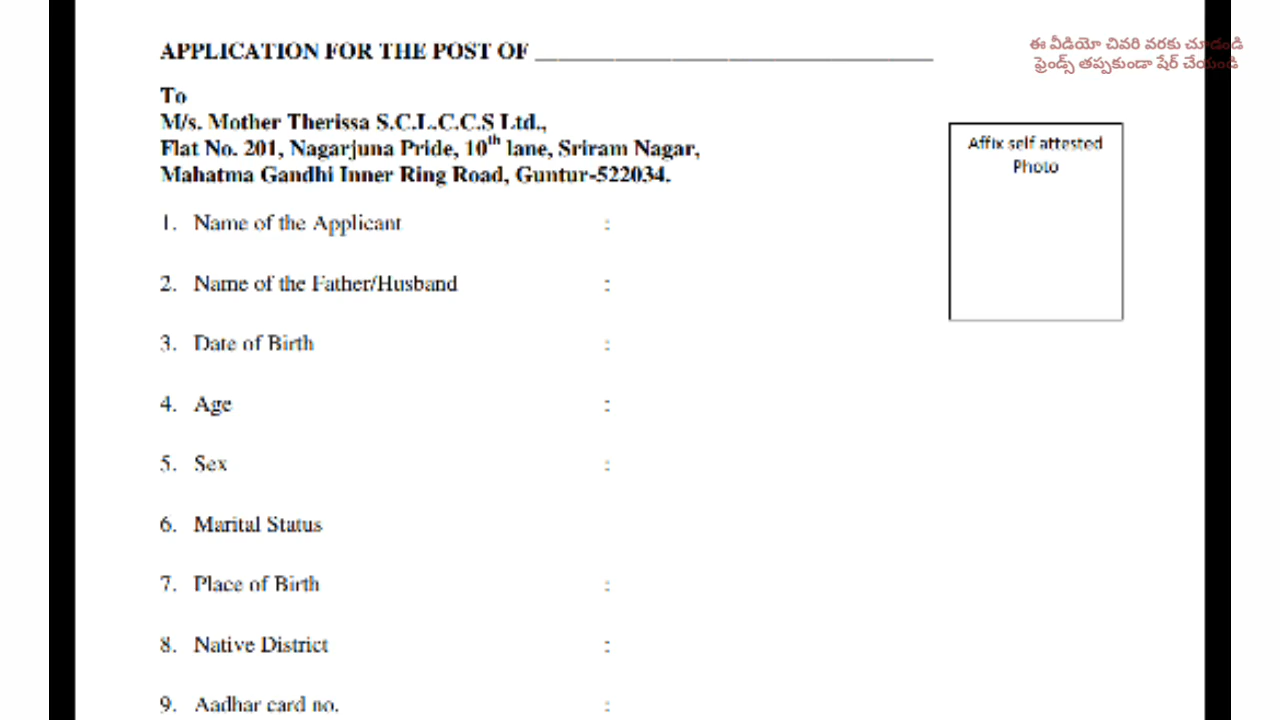 APPLICATION FOR THE POST OF ___________________________________
ఈ వీడియో చివరి వరకు చూడండి
ఫ్రెండ్స్ తప్పకుండా షేర్ చేయండి
To
M/s. Mother Therissa S.C.L.C.C.S Ltd.,
Flat No. 201, Nagarjuna Pride, 10th lane, Sriram Nagar,
Mahatma Gandhi Inner Ring Road, Guntur-522034.
Affix self attested
Photo
1. Name of the Applicant :
2. Name of the Father/Husband :
3. Date of Birth :
4. Age :
5. Sex :
6. Marital Status
7. Place of Birth :
8. Native District :
9. Aadhar card no. :